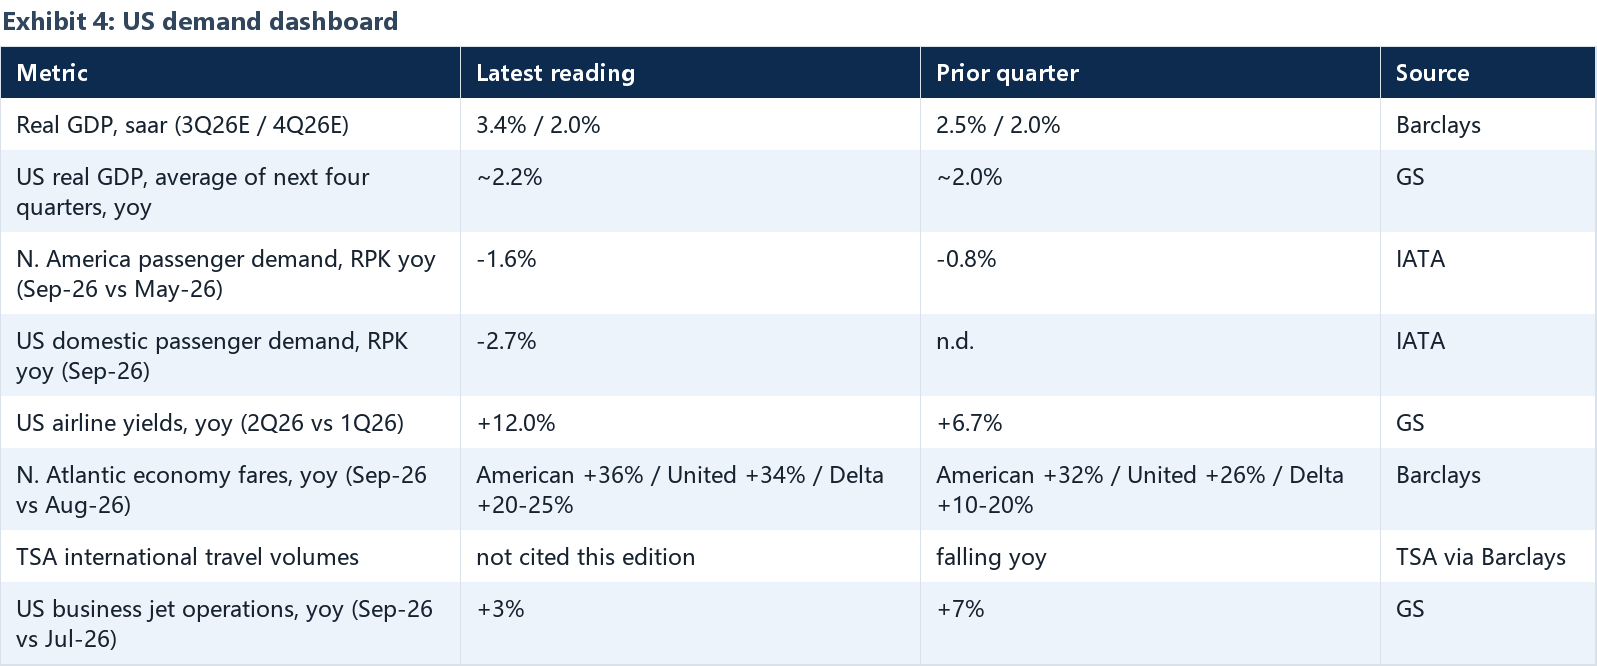 Exhibit 4: US demand dashboard
Metric Latest reading Prior quarter Source
Real GDP, saar (3Q26E / 4Q26E) 3.4% / 2.0% 2.5% / 2.0% Barclays
US real GDP, average of next four ~2.2% ~2.0% GS
quarters, yoy
N. America passenger demand, RPK yoy -1.6% -0.8% IATA
(Sep-26 vs May-26)
US domestic passenger demand, RPK -2.7% n.d. IATA
yoy (Sep-26)
US airline yields, yoy (2Q26 vs 1Q26) +12.0% +6.7% GS
N. Atlantic economy fares, yoy (Sep-26 American +36% / United +34% / Delta American +32% / United +26% / Delta Barclays
vs Aug-26) +20-25% +10-20%
TSA international travel volumes not cited this edition falling yoy TSA via Barclays
US business jet operations, yoy (Sep-26 +3% +7% GS
vs Jul-26)